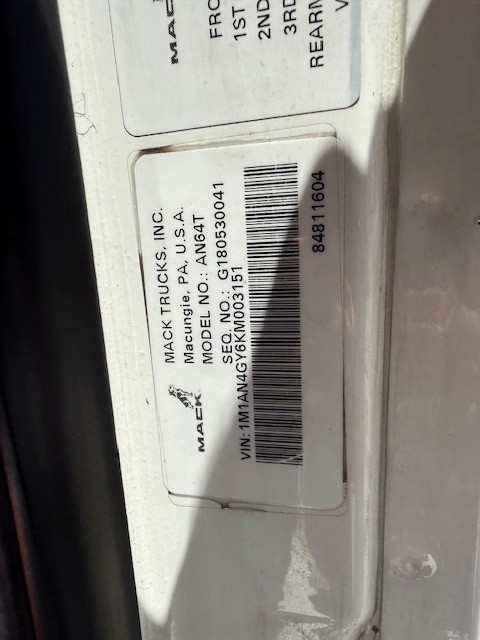 MACK
FRO
1ST
2ND
3RD
REARM
V
MACK TRUCKS, INC.
Macungie, PA, U.S.A.
MODEL NO.: AN64T
SEQ. NO.: G180530041
MACK
VIN: 1M1AN4GY6KM003151
84811604